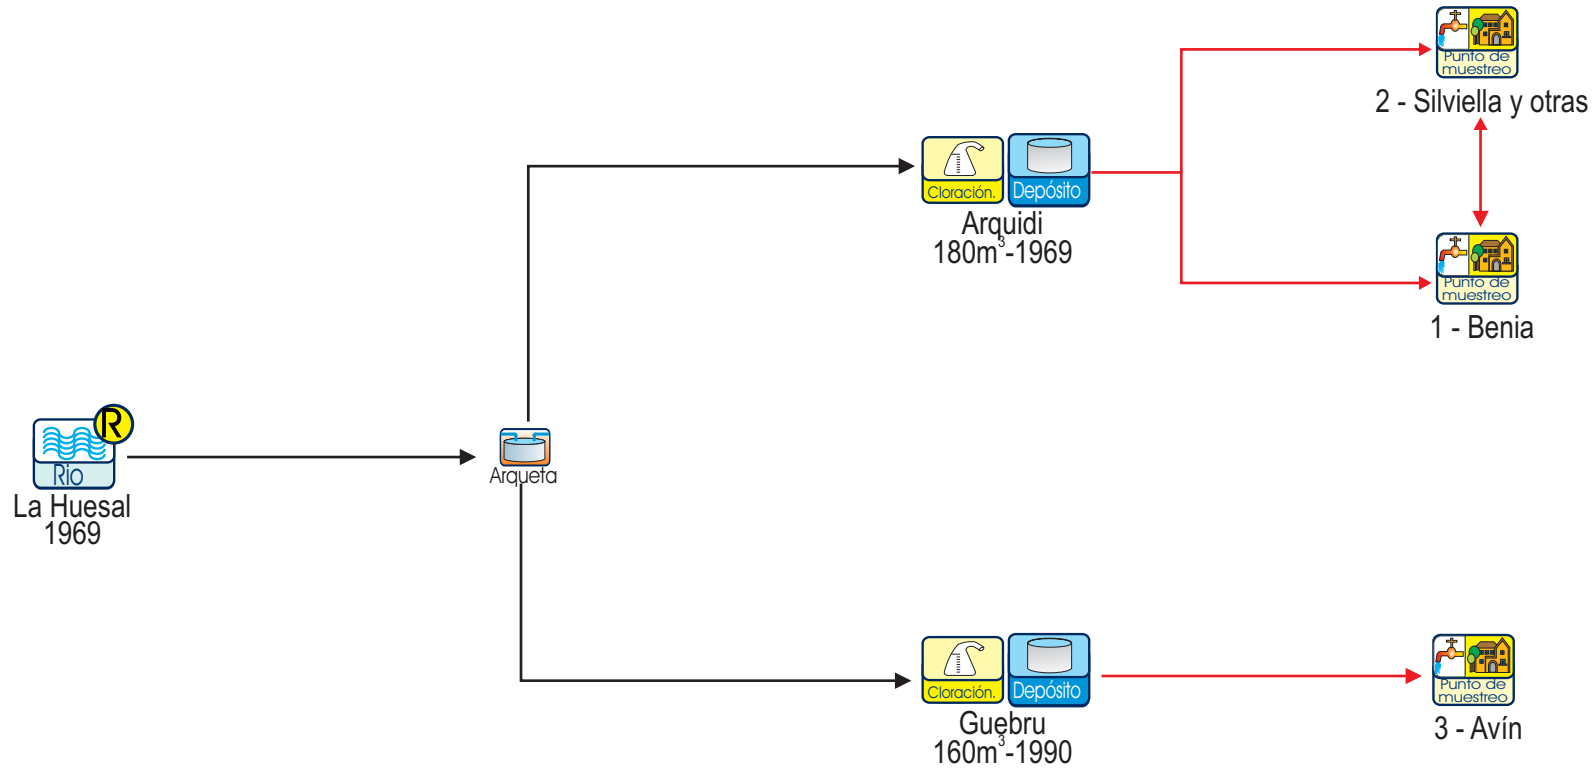 Punto de
muestreo
2 - Silviella y otras
Cloración.
Depósito
Arquidi
180m³-1969
Punto de
muestreo
1 - Benia
R
Rio
La Huesal
1969
Arqueta
Cloración.
Depósito
Guebru
160m³-1990
Punto de
muestreo
3 - Avín